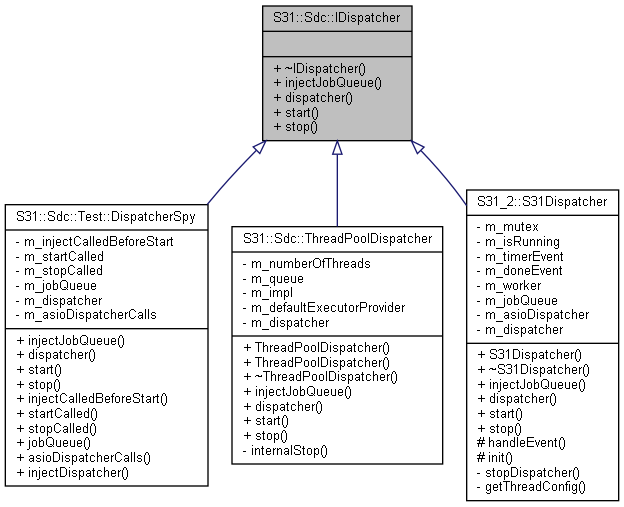 S31::Sdc::IDispatcher
+ ~IDispatcher()
+ injectJobQueue()
+ dispatcher()
+ start()
+ stop()
S31::Sdc::Test::DispatcherSpy
- m_injectCalledBeforeStart
- m_startCalled
- m_stopCalled
- m_jobQueue
- m_dispatcher
- m_asioDispatcherCalls
+ injectJobQueue()
+ dispatcher()
+ start()
+ stop()
+ injectCalledBeforeStart()
+ startCalled()
+ stopCalled()
+ jobQueue()
+ asioDispatcherCalls()
+ injectDispatcher()
S31::Sdc::ThreadPoolDispatcher
- m_numberOfThreads
- m_queue
- m_impl
- m_defaultExecutorProvider
- m_dispatcher
+ ThreadPoolDispatcher()
+ ThreadPoolDispatcher()
+ ~ThreadPoolDispatcher()
+ injectJobQueue()
+ dispatcher()
+ start()
+ stop()
- internalStop()
S31_2::S31Dispatcher
- m_mutex
- m_isRunning
- m_timerEvent
- m_doneEvent
- m_worker
- m_jobQueue
- m_asioDispatcher
- m_dispatcher
+ S31Dispatcher()
+ ~S31Dispatcher()
+ injectJobQueue()
+ dispatcher()
+ start()
+ stop()
# handleEvent()
# init()
- stopDispatcher()
- getThreadConfig()